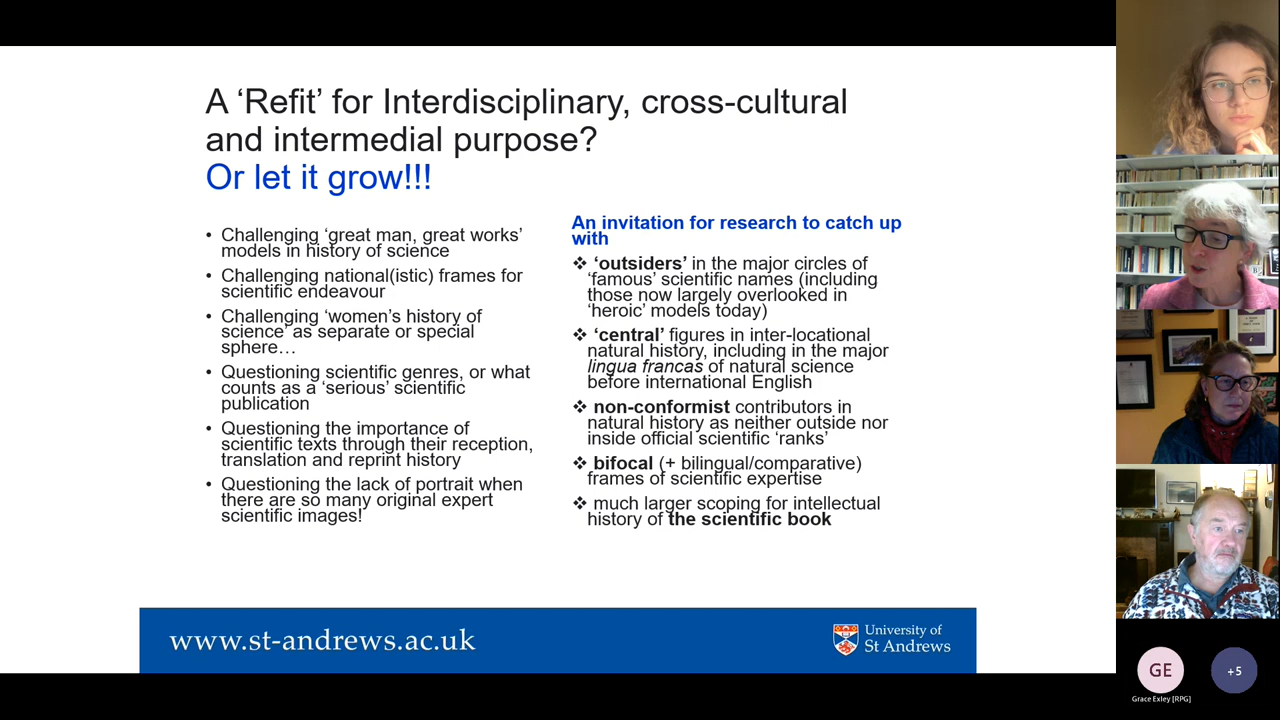 A ‘Refit’ for Interdisciplinary, cross-cultural
and intermedial purpose?
Or let it grow!!!
• Challenging ‘great man, great works’
models in history of science
• Challenging national(istic) frames for
scientific endeavour
• Challenging ‘women’s history of
science’ as separate or special
sphere…
• Questioning scientific genres, or what
counts as a ‘serious’ scientific
publication
• Questioning the importance of
scientific texts through their reception,
translation and reprint history
• Questioning the lack of portrait when
there are so many original expert
scientific images!
An invitation for research to catch up
with
❖ ‘outsiders’ in the major circles of
‘famous’ scientific names (including
those now largely overlooked in
‘heroic’ models today)
❖ ‘central’ figures in inter-locational
natural history, including in the major
lingua francas of natural science
before international English
❖ non-conformist contributors in
natural history as neither outside nor
inside official scientific ‘ranks’
❖ bifocal (+ bilingual/comparative)
frames of scientific expertise
❖ much larger scoping for intellectual
history of the scientific book
www.st-andrews.ac.uk
University of
St Andrews
GE
+5
Grace Exley [RPG]